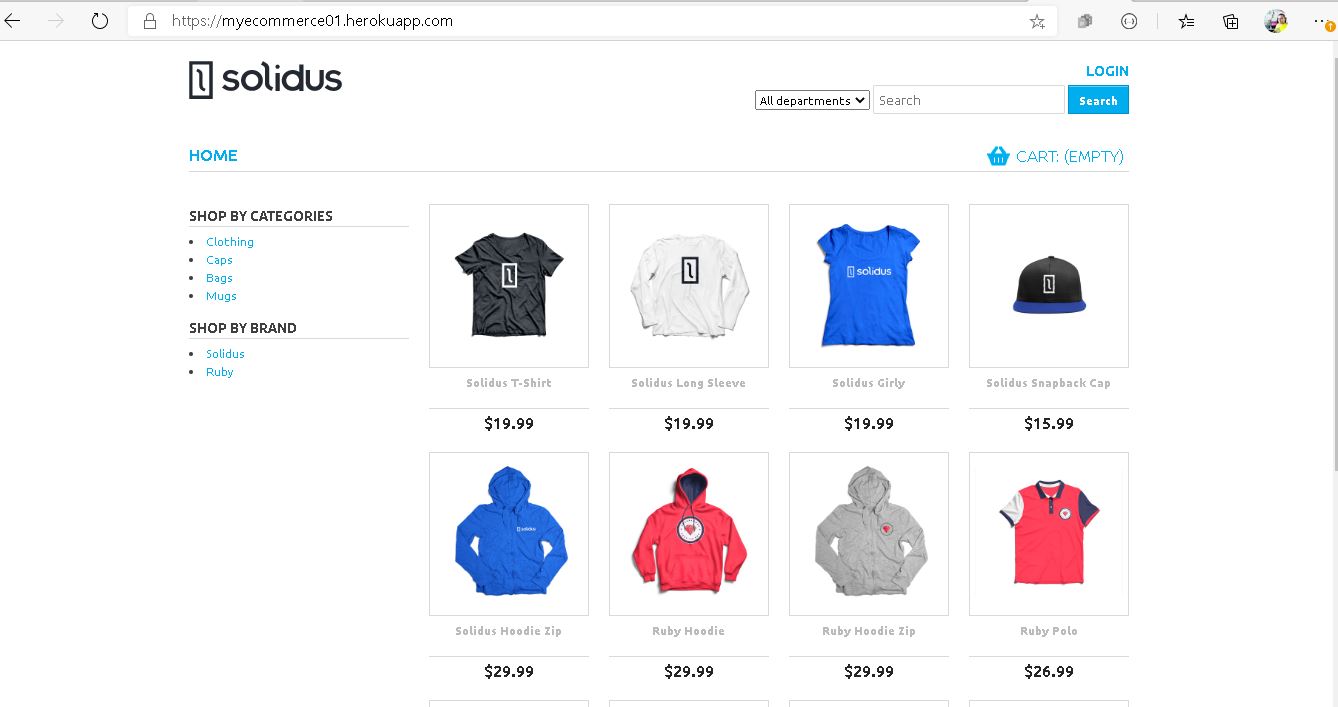 https://myecommerce01.herokuapp.com
solidus
LOGIN
All departments Search Search
HOME CART: (EMPTY)
SHOP BY CATEGORIES
Clothing
Caps
Bags
Mugs
SHOP BY BRAND
Solidus
Ruby
solidus
Solidus T-Shirt Solidus Long Sleeve Solidus Girly Solidus Snapback Cap
$19.99 $19.99 $19.99 $15.99
solidus
Solidus Hoodie Zip Ruby Hoodie Ruby Hoodie Zip Ruby Polo
$29.99 $29.99 $29.99 $26.99